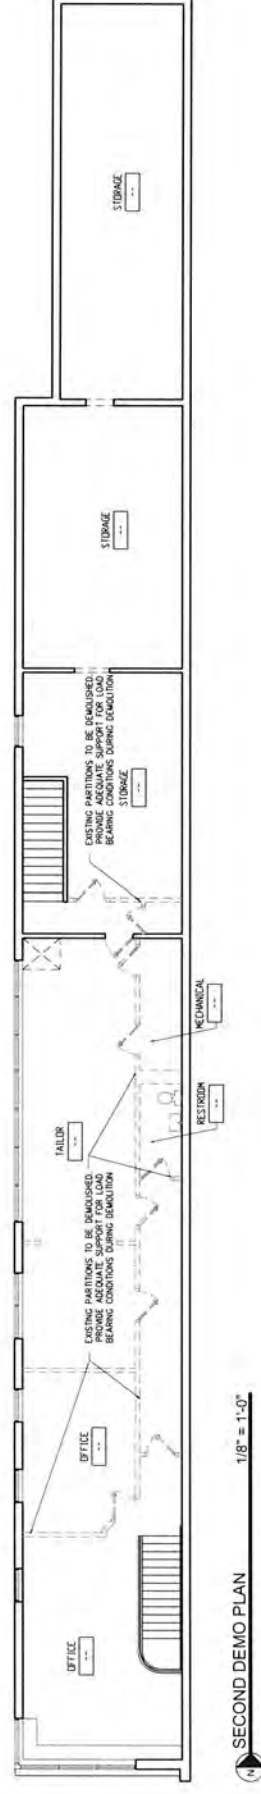 STORAGE
--
STORAGE
--
EXISTING PARTITIONS TO BE DEMOLISHED.
PROVIDE ADEQUATE SUPPORT FOR LOAD
BEARING CONDITIONS DURING DEMOLITION
STORAGE
--
MECHANICAL
--
RESTROOM
--
TAILOR
--
EXISTING PARTITIONS TO BE DEMOLISHED.
PROVIDE ADEQUATE SUPPORT FOR LOAD
BEARING CONDITIONS DURING DEMOLITION
OFFICE
--
OFFICE
--
N
SECOND DEMO PLAN
1/8" = 1'-0"